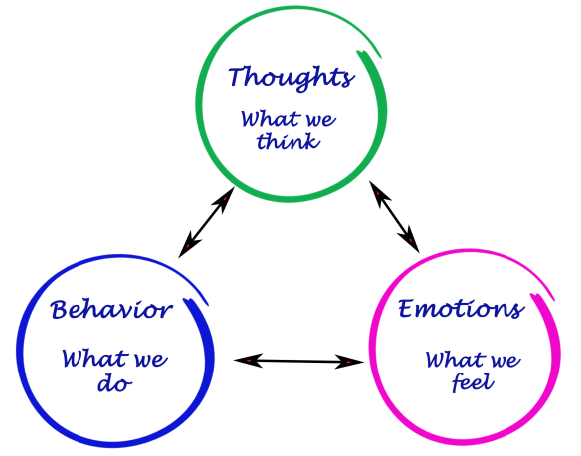 Thoughts
What we
think
Behavior
What we
do
Emotions
What we
feel